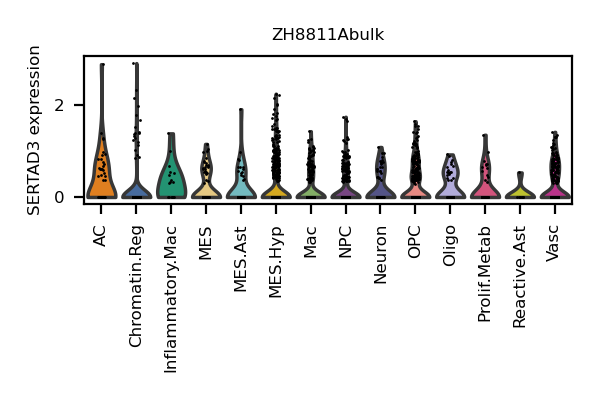 ZH8811Abulk
SERTAD3 expression
2
0
AC
Chromatin.Reg
Inflammatory.Mac
MES
MES.Ast
MES.Hyp
Mac
NPC
Neuron
OPC
Oligo
Prolif.Metab
Reactive.Ast
Vasc